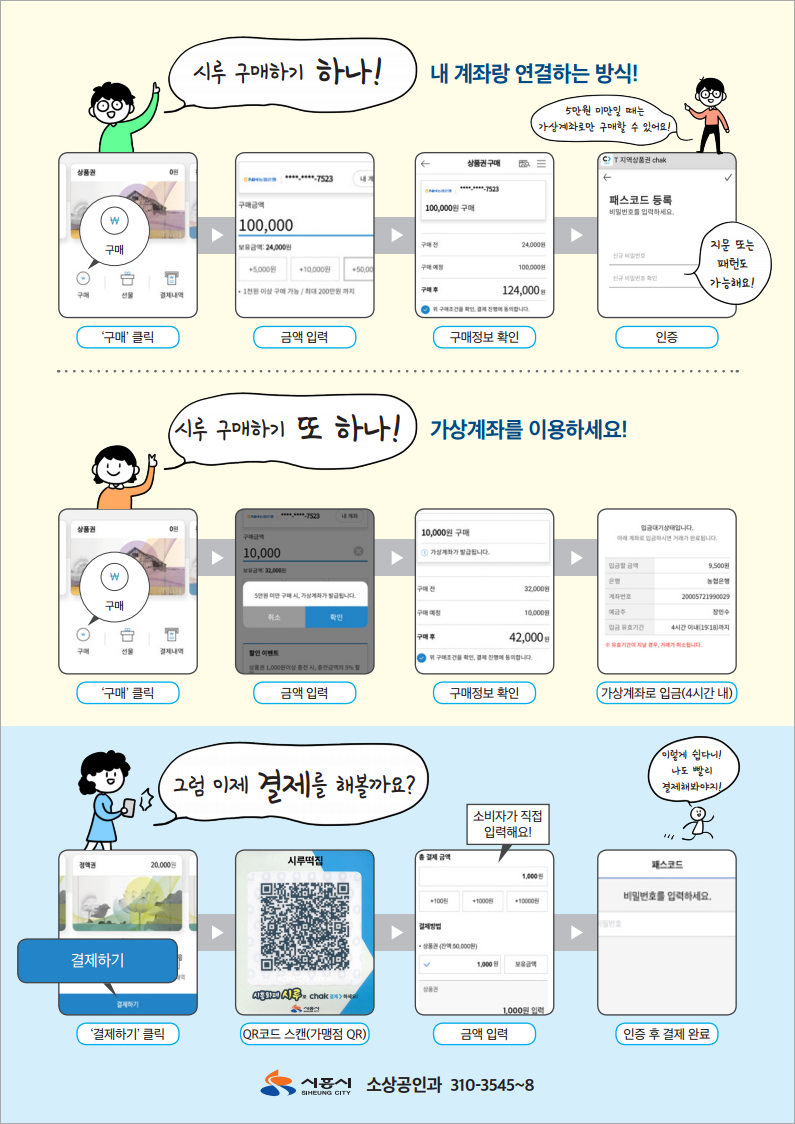 시루 구매하기 하나!
내 계좌랑 연결하는 방식!
5만원 미만일 때는
가상계좌로만 구매할 수 있어요!
상품권 0원
₩
구매
구매 선물 결제내역
NH농협은행 ****-****-7523 내 계
구매금액
100,000
보유금액: 24,000원
+5,000원 +10,000원 +50,00
• 1천원 이상 구매 가능 / 최대 200만원 까지
상품권 구매
NH농협은행 ****-****-7523
100,000원 구매
구매 전 24,000원
구매 예정 100,000원
구매 후 124,000원
위 구매조건을 확인, 결제 진행에 동의합니다.
T 지역상품권 chak
패스코드 등록
비밀번호를 입력하세요.
신규 비밀번호
신규 비밀번호 확인
지문 또는
패턴도
가능해요!
‘구매’ 클릭
금액 입력
구매정보 확인
인증
시루 구매하기 또 하나!
가상계좌를 이용하세요!
상품권 0원
₩
구매
구매 선물 결제내역
NH농협은행 ****-****-7523 내 계좌
구매금액
10,000
보유금액: 32,000원
5만원 미만 구매 시, 가상계좌가 발급됩니다.
취소 확인
할인 이벤트
상품권 1,000원이상 충전 시, 충전금액의 5% 할
10,000원 구매
가상계좌가 발급됩니다.
구매 전 32,000원
구매 예정 10,000원
구매 후 42,000원
위 구매조건을 확인, 결제 진행에 동의합니다.
입금대기상태입니다.
아래 계좌로 입금하시면 거래가 완료됩니다.
입금할 금액 9,500원
은행 농협은행
계좌번호 20005721990029
예금주 장민수
입금 유효기간 4시간 이내(19:18)까지
※ 유효기간이 지날 경우, 거래가 취소됩니다.
‘구매’ 클릭
금액 입력
구매정보 확인
가상계좌로 입금(4시간 내)
그럼 이제 결제를 해볼까요?
이렇게 쉽다니!
나도 빨리
결제해봐야지!
소비자가 직접
입력해요!
정액권 20,000원
결제하기
결제하기
시루떡집
시흥화폐 시루는 chak 결제 하세요!
시흥시
총 결제 금액
1,000원
+100원 +1000원 +10000원
결제방법
• 상품권 (잔액:50,000원)
1,000원 보유금액
상품권
1,000원 입력
패스코드
비밀번호를 입력하세요.
비밀번호
‘결제하기’ 클릭
QR코드 스캔(가맹점 QR)
금액 입력
인증 후 결제 완료
시흥시
SIHEUNG CITY
소상공인과 310-3545~8